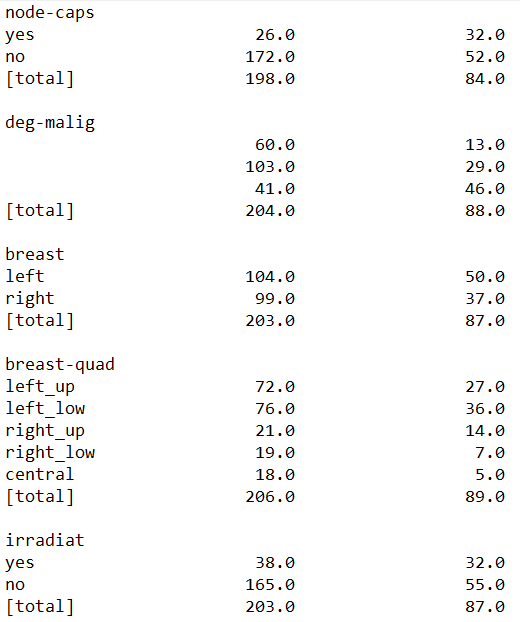 node-caps
yes 26.0 32.0
no 172.0 52.0
[total] 198.0 84.0
deg-malig
60.0 13.0
103.0 29.0
41.0 46.0
[total] 204.0 88.0
breast
left 104.0 50.0
right 99.0 37.0
[total] 203.0 87.0
breast-quad
left_up 72.0 27.0
left_low 76.0 36.0
right_up 21.0 14.0
right_low 19.0 7.0
central 18.0 5.0
[total] 206.0 89.0
irradiat
yes 38.0 32.0
no 165.0 55.0
[total] 203.0 87.0